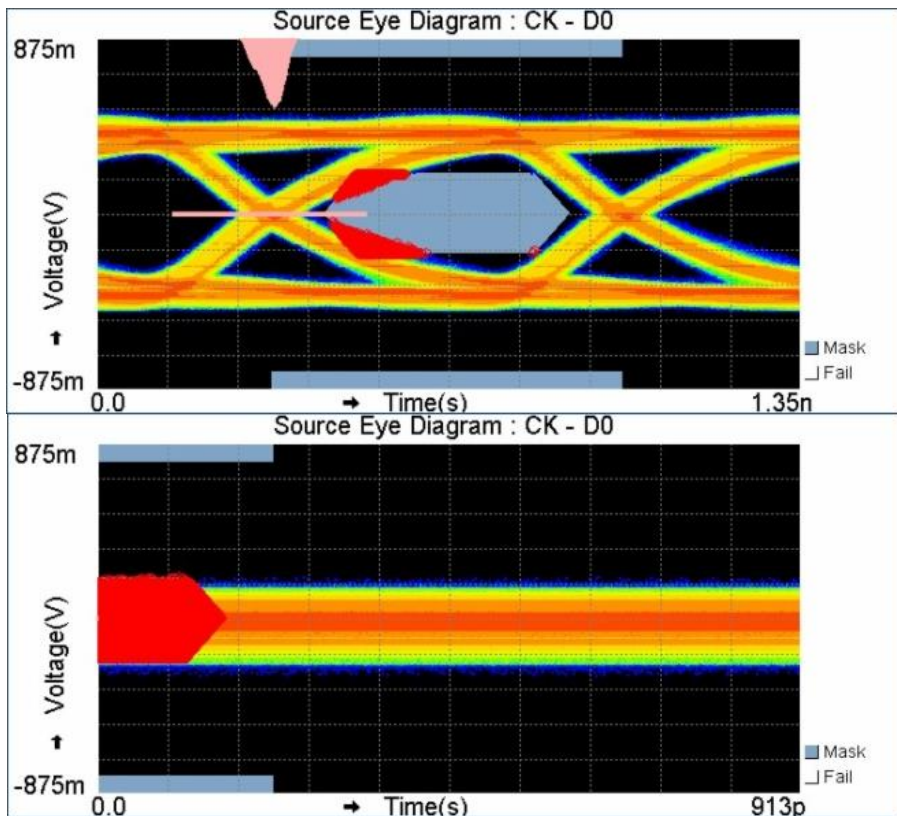 Source Eye Diagram : CK - D0
875m
Voltage(V)
-875m
0.0
Time(s)
1.35n
Mask
Fail
Source Eye Diagram : CK - D0
875m
Voltage(V)
-875m
0.0
Time(s)
913p
Mask
Fail